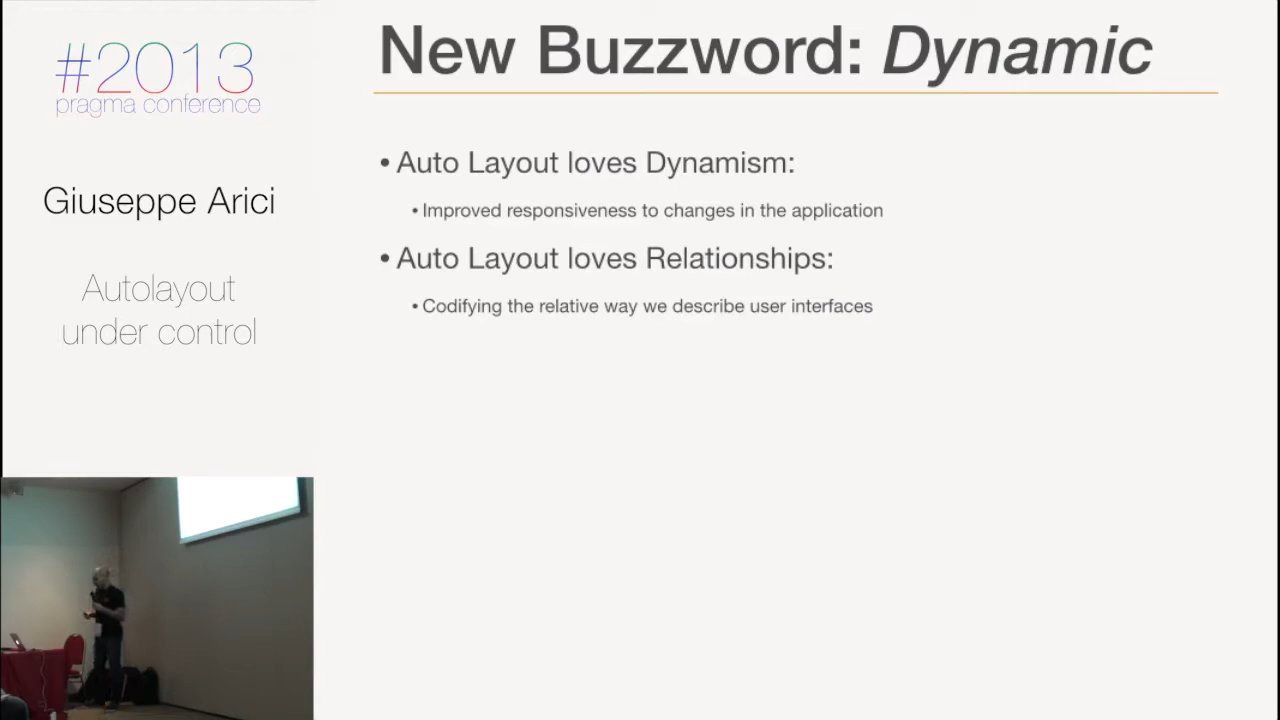 #2013
pragma conference
Giuseppe Arici
Autolayout
under control
New Buzzword: Dynamic
• Auto Layout loves Dynamism:
• Improved responsiveness to changes in the application
• Auto Layout loves Relationships:
• Codifying the relative way we describe user interfaces